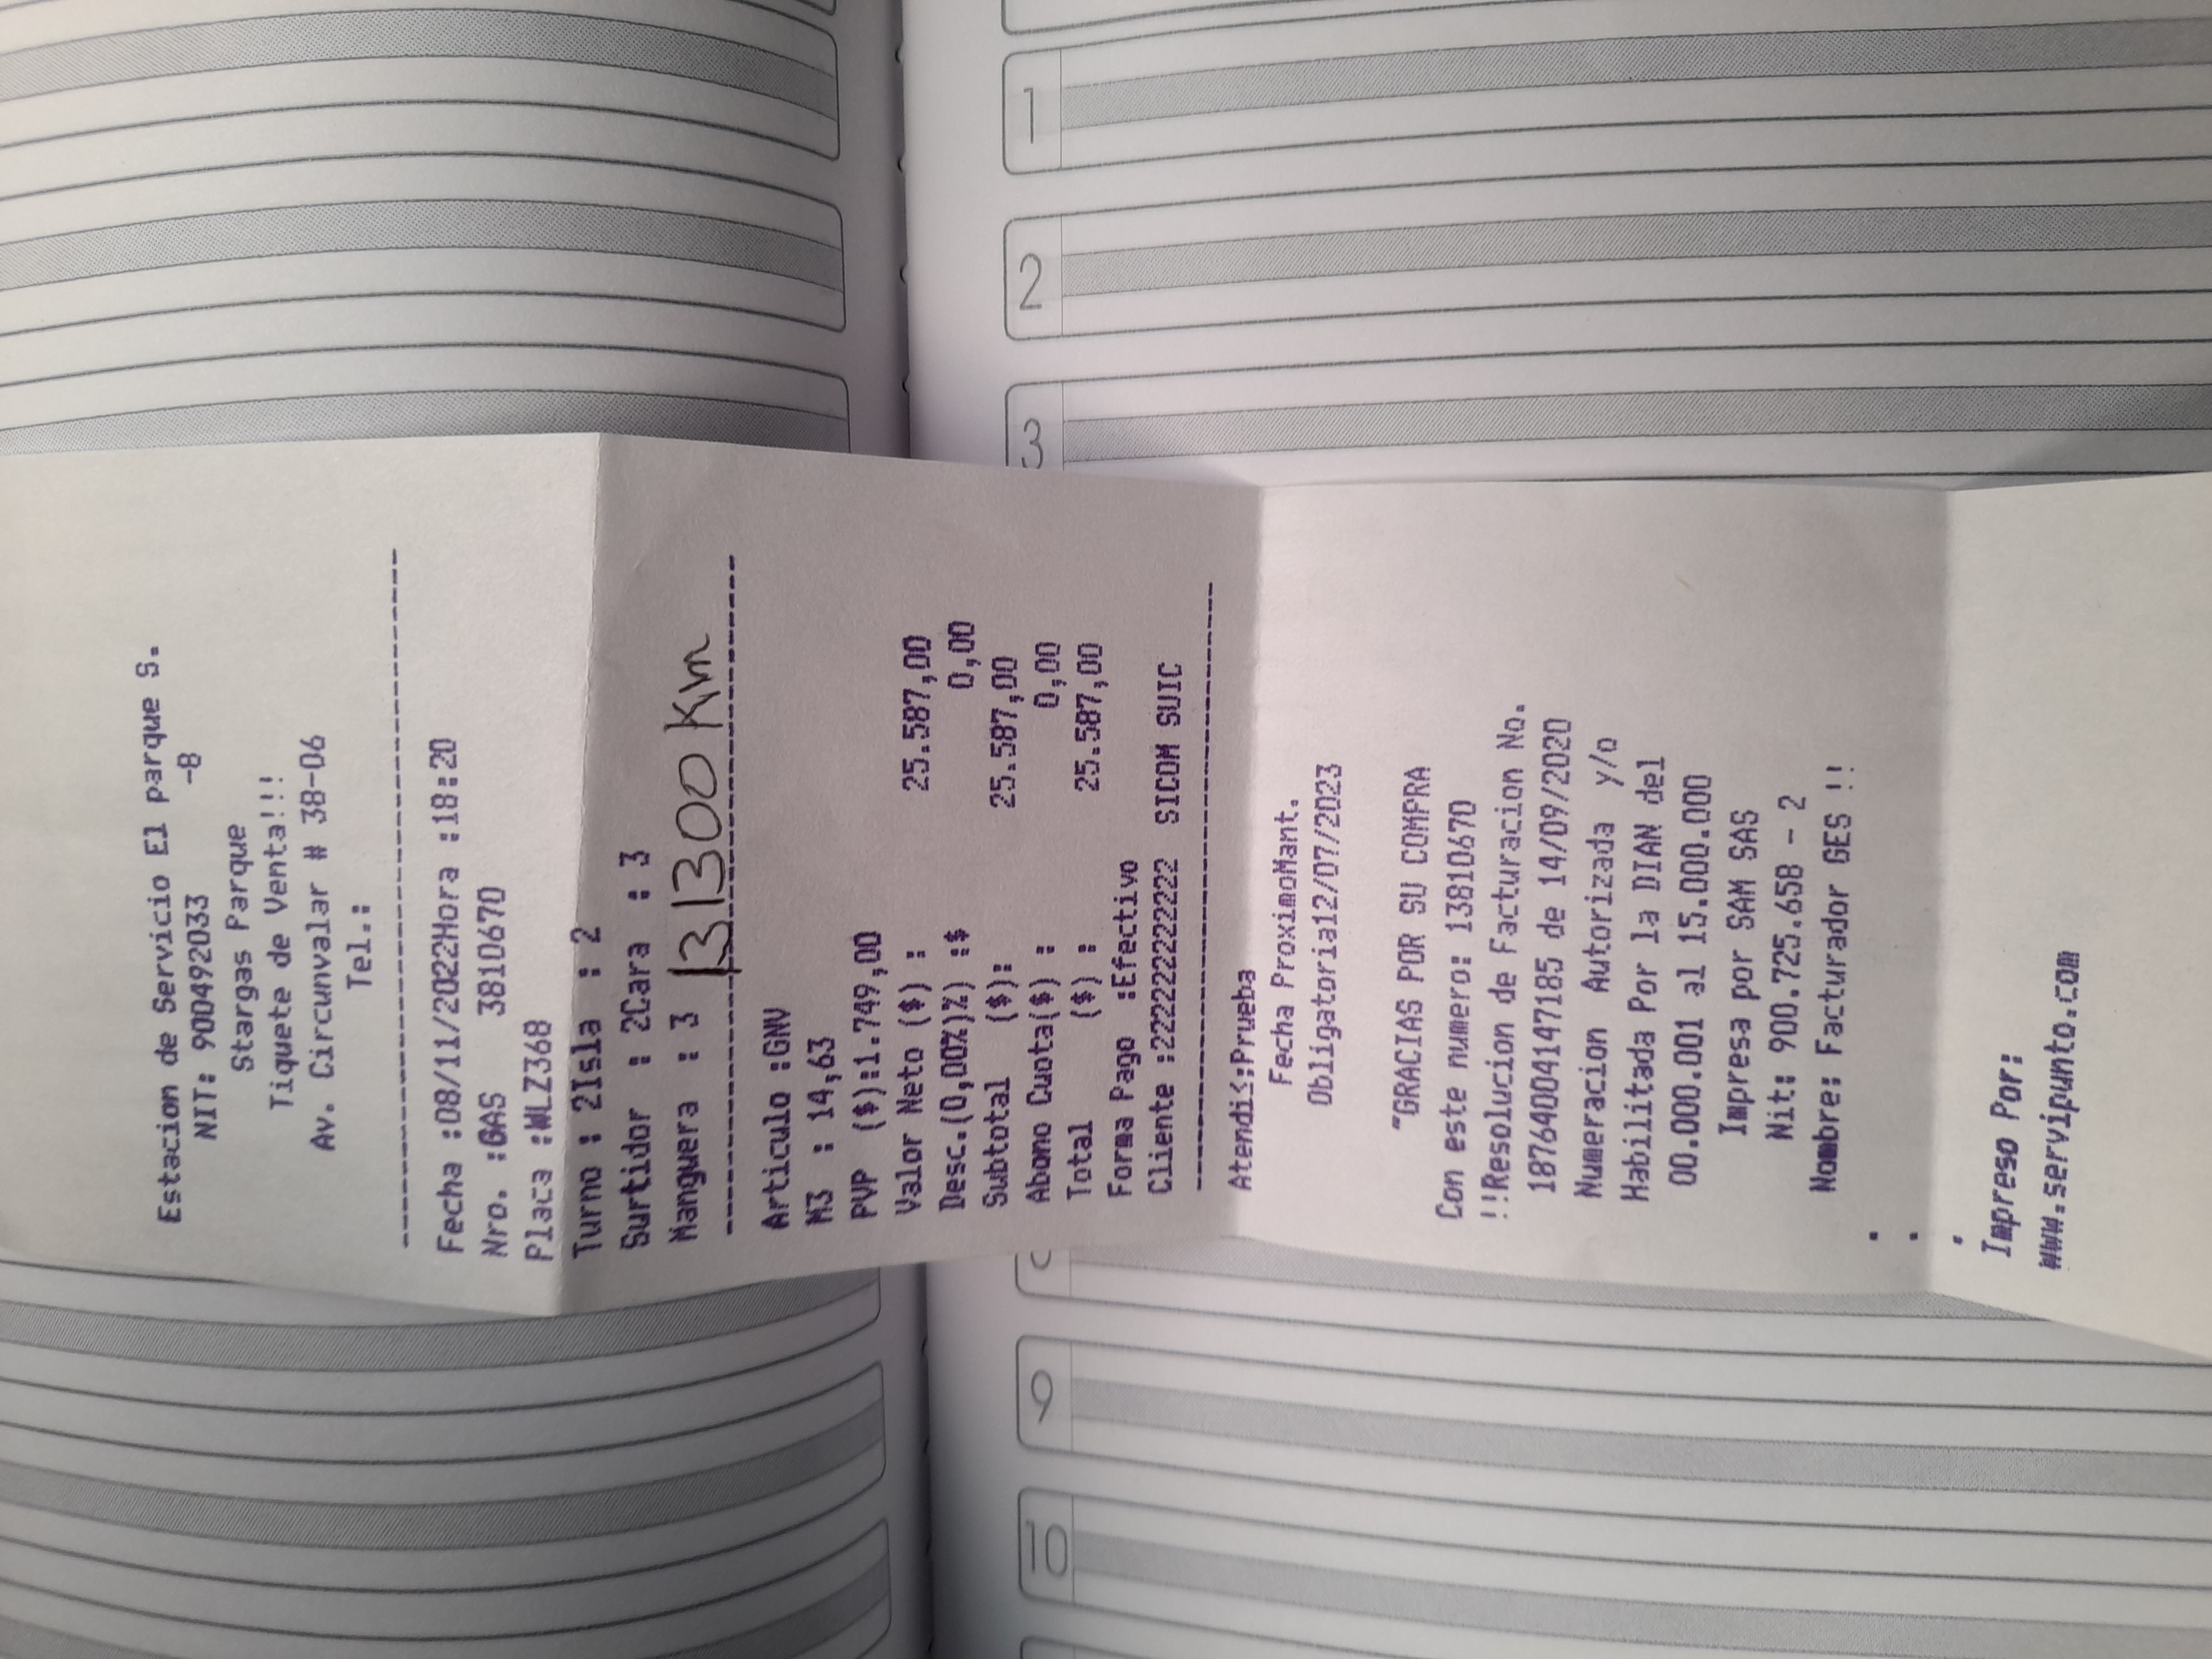 Estacion de Servicio El parque S.
NIT: 900492033 -8
Stargas Parque
Tiquete de Venta!!!
Av. Circunvalar # 38-06
Tel.:
Fecha :08/11/2022Hora :18:20
Nro. :GAS 3810670
Placa :WLZ368
Turno : 2Isla : 2
Surtidor : 2Cara : 3
Manguera : 3
131300 Km
Articulo :GNV
M3 : 14,63
PVP ($):1.749,00
Valor Neto ($) : 25.587,00
Desc.(0,00%)%) :$ 0,00
Subtotal ($): 25.587,00
Abono Cuota($) : 0,00
Total ($) : 25.587,00
Forma Pago :Efectivo
Cliente :222222222222 SICOM SUIC
Atendi≤:Prueba
Fecha ProximoMant.
Obligatoria12/07/2023
"GRACIAS POR SU COMPRA
Con este numero: 13810670
!!Resolucion de Facturacion No.
18764004147185 de 14/09/2020
Numeracion Autorizada y/o
Habilitada Por la DIAN del
00.000.001 al 15.000.000
Impresa por SAM SAS
Nit: 900.725.658 - 2
Nombre: Facturador GES !!
.
.
.
Impreso Por:
www.servipunto.com
1
2
3
9
10